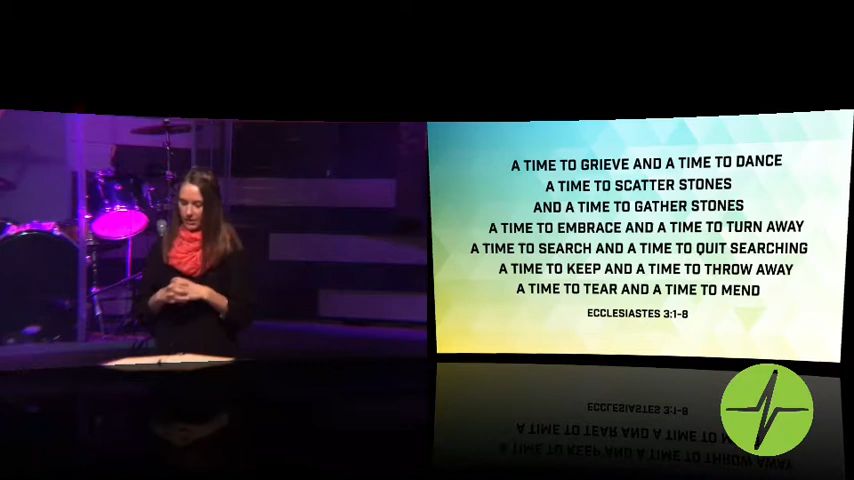 A TIME TO GRIEVE AND A TIME TO DANCE
A TIME TO SCATTER STONES
AND A TIME TO GATHER STONES
A TIME TO EMBRACE AND A TIME TO TURN AWAY
A TIME TO SEARCH AND A TIME TO QUIT SEARCHING
A TIME TO KEEP AND A TIME TO THROW AWAY
A TIME TO TEAR AND A TIME TO MEND
ECCLESIASTES 3:1-8